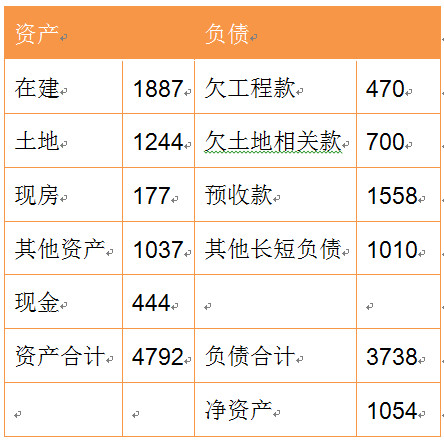 资产 负债
在建 1887 欠工程款 470
土地 1244 欠土地相关款 700
现房 177 预收款 1558
其他资产 1037 其他长短负债 1010
现金 444
资产合计 4792 负债合计 3738
净资产 1054